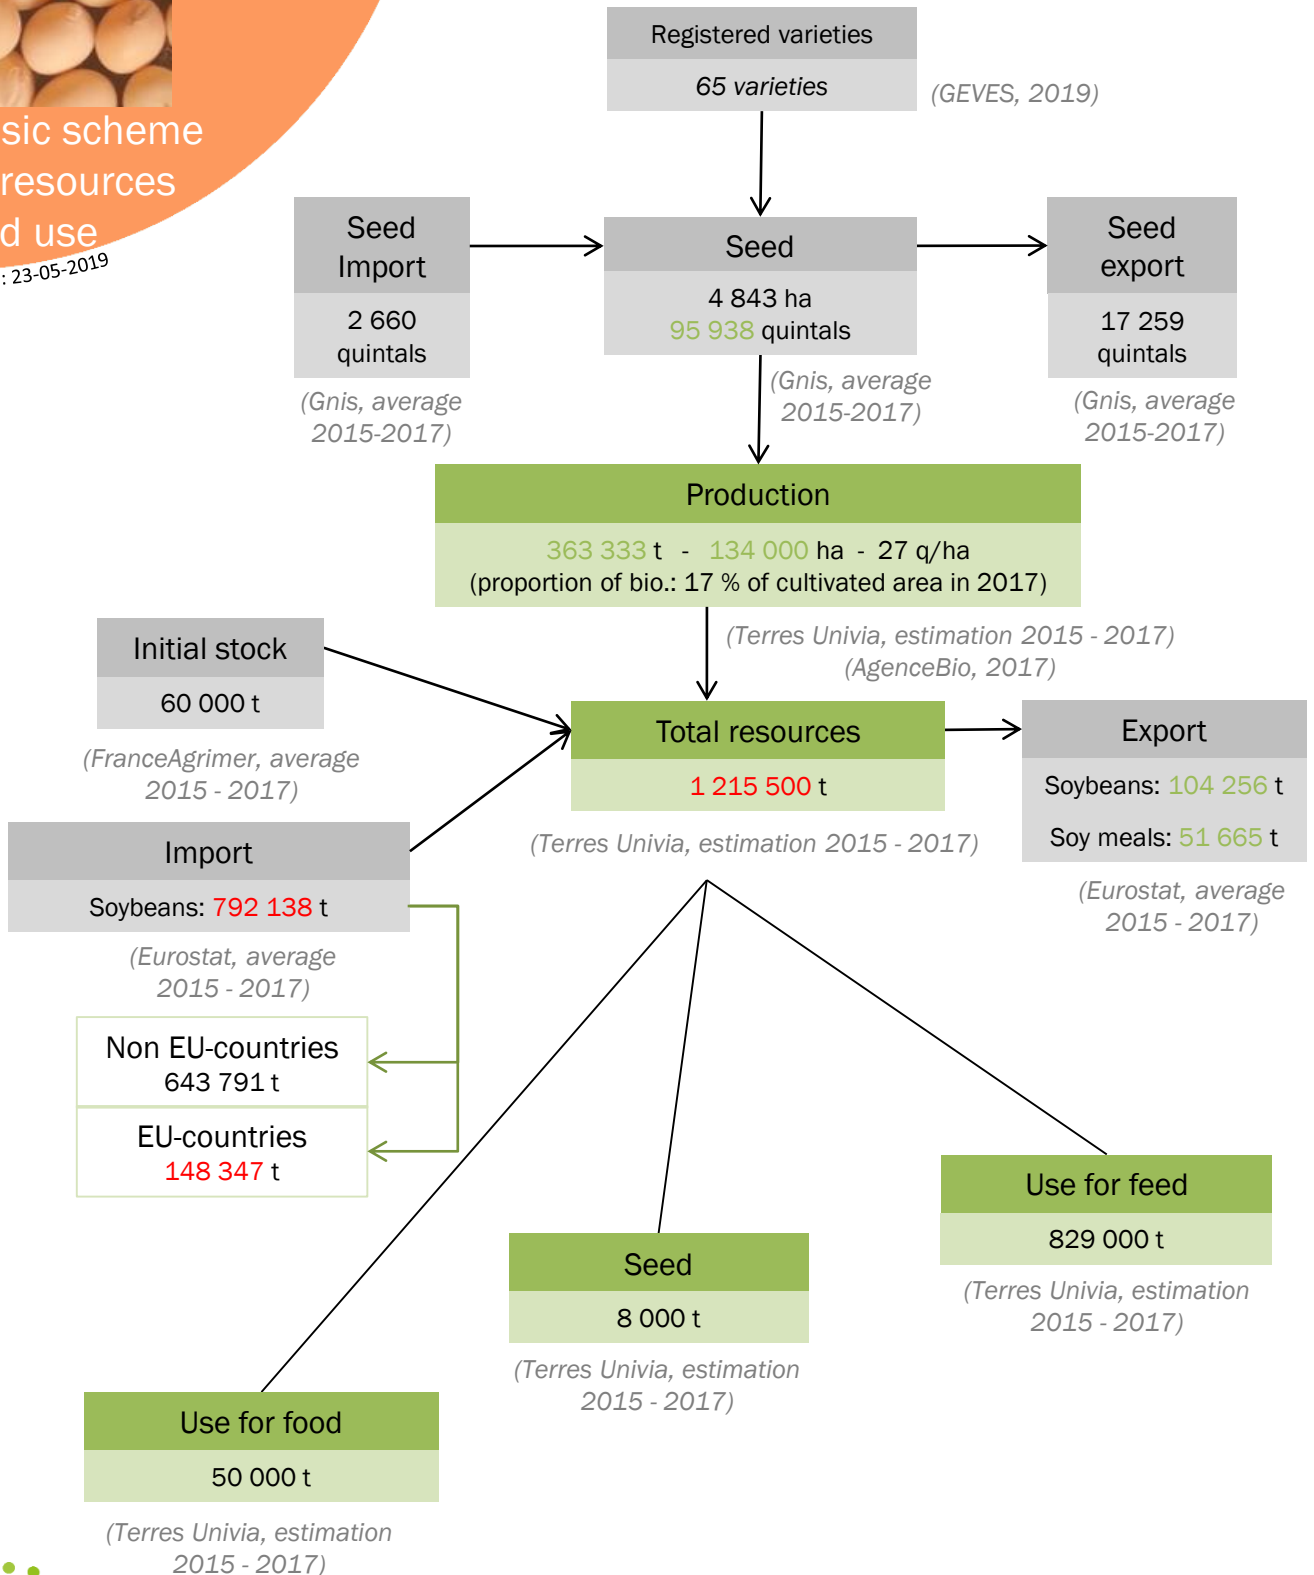 sic scheme
resources
d use
: 23-05-2019
Registered varieties
65 varieties
(GEVES, 2019)
Seed
Import
2 660
quintals
(Gnis, average
2015-2017)
Seed
4 843 ha
95 938 quintals
(Gnis, average
2015-2017)
Seed
export
17 259
quintals
(Gnis, average
2015-2017)
Production
363 333 t - 134 000 ha - 27 q/ha
(proportion of bio.: 17 % of cultivated area in 2017)
(Terres Univia, estimation 2015 - 2017)
(AgenceBio, 2017)
Initial stock
60 000 t
(FranceAgrimer, average
2015 - 2017)
Total resources
1 215 500 t
(Terres Univia, estimation 2015 - 2017)
Export
Soybeans: 104 256 t
Soy meals: 51 665 t
(Eurostat, average
2015 - 2017)
Import
Soybeans: 792 138 t
(Eurostat, average
2015 - 2017)
Non EU-countries
643 791 t
EU-countries
148 347 t
Use for feed
829 000 t
(Terres Univia, estimation
2015 - 2017)
Seed
8 000 t
(Terres Univia, estimation
2015 - 2017)
Use for food
50 000 t
(Terres Univia, estimation
2015 - 2017)